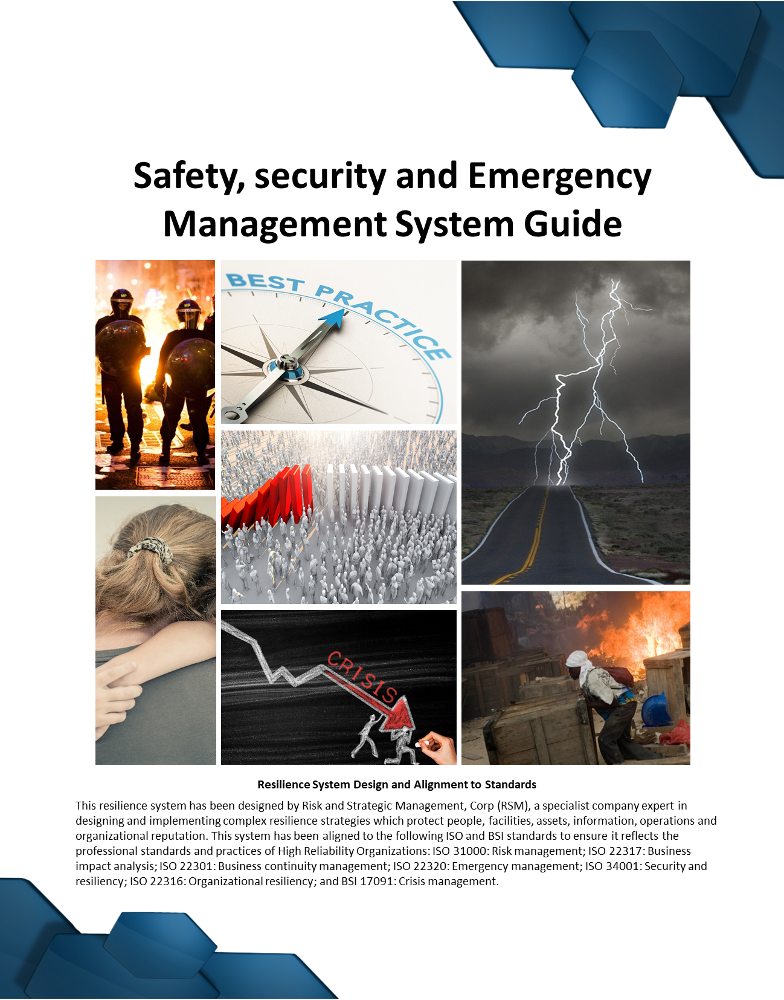 Safety, security and Emergency
Management System Guide
MP
MP
BEST PRACTICE
CRISIS
Resilience System Design and Alignment to Standards
This resilience system has been designed by Risk and Strategic Management, Corp (RSM), a specialist company expert in
designing and implementing complex resilience strategies which protect people, facilities, assets, information, operations and
organizational reputation. This system has been aligned to the following ISO and BSI standards to ensure it reflects the
professional standards and practices of High Reliability Organizations: ISO 31000: Risk management; ISO 22317: Business
impact analysis; ISO 22301: Business continuity management; ISO 22320: Emergency management; ISO 34001: Security and
resiliency; ISO 22316: Organizational resiliency; and BSI 17091: Crisis management.